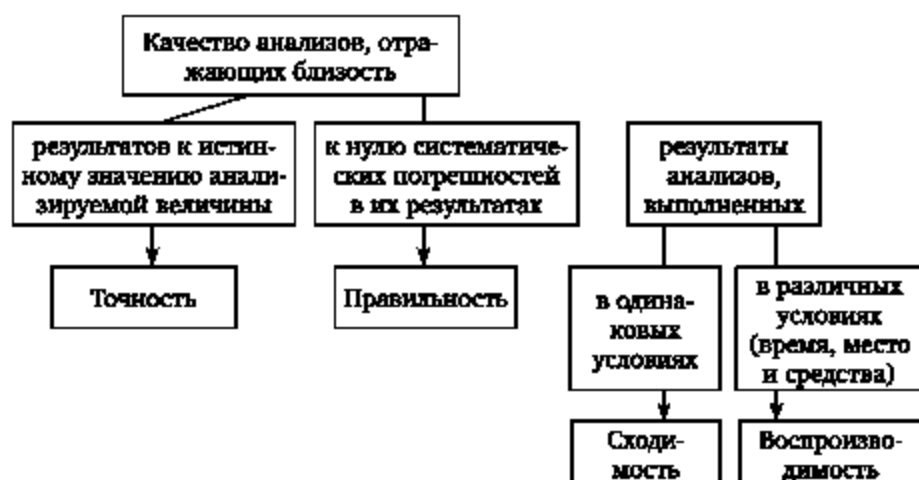 Качество анализов, отра-
жающих близость
результатов к истин-
ному значению анали-
зируемой величины
к нулю систематиче-
ских погрешностей
в их результатах
результаты
анализов,
выполненных
Точность
Правильность
в одина-
ковых
условиях
в различных
условиях
(время, место
и средства)
Сходи-
мость
Воспроизво-
димость